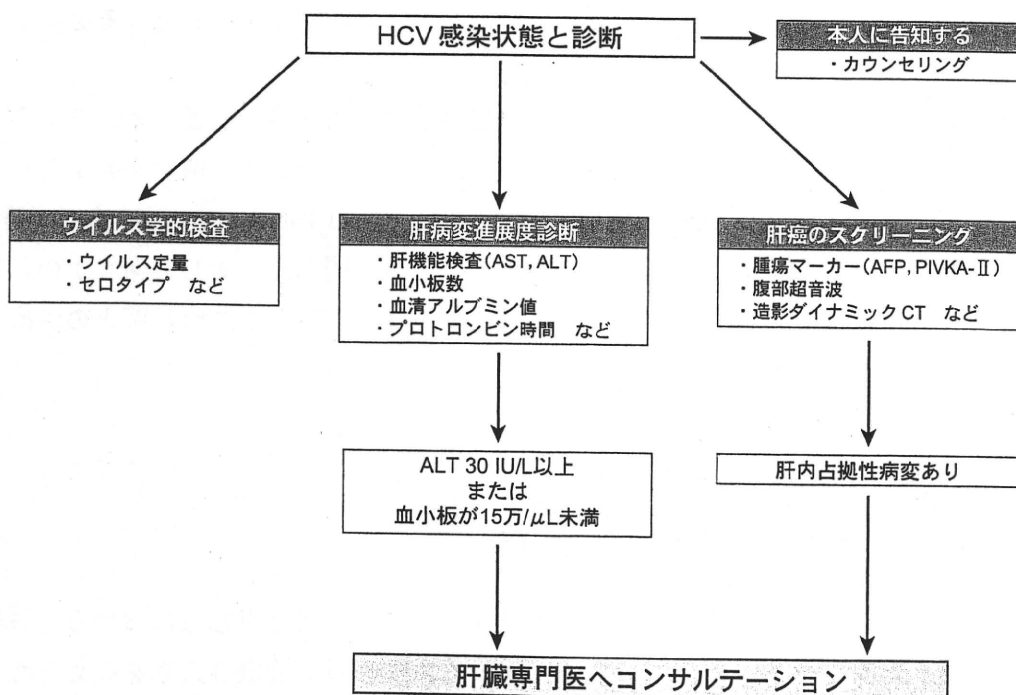 HCV 感染状態と診断
本人に告知する
・カウンセリング
ウイルス学的検査
・ウイルス定量
・セロタイプ など
肝病変進展度診断
・肝機能検査(AST, ALT)
・血小板数
・血清アルブミン値
・プロトロンビン時間 など
肝癌のスクリーニング
・腫瘍マーカー(AFP, PIVKA-Ⅱ)
・腹部超音波
・造影ダイナミック CT など
ALT 30 IU/L以上
または
血小板が15万/μL未満
肝内占拠性病変あり
肝臓専門医へコンサルテーション